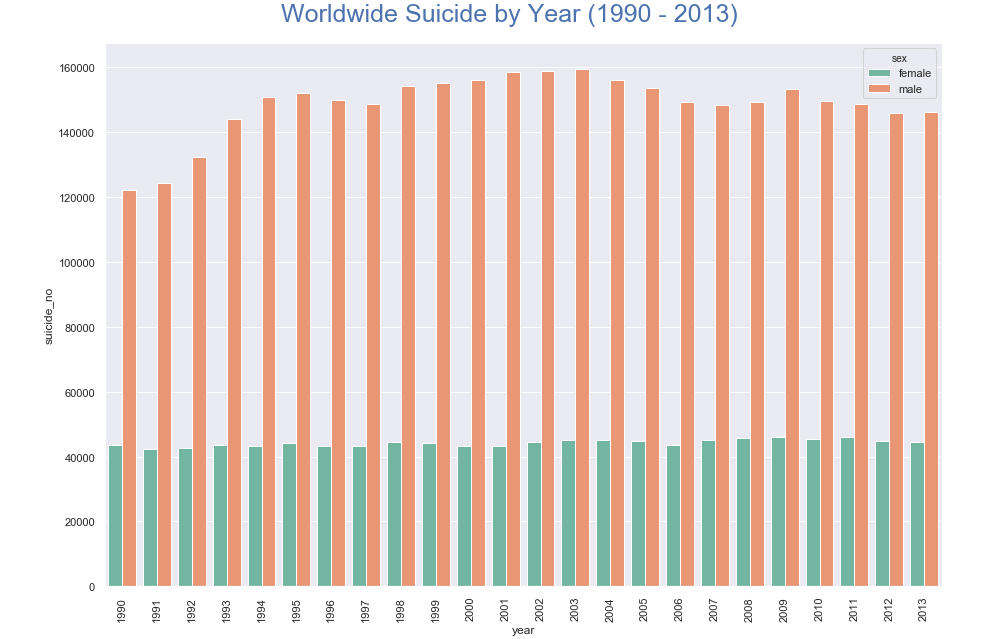 Worldwide Suicide by Year (1990 - 2013)
sex
female
male
160000
140000
120000
100000
80000
60000
40000
20000
0
suicide_no
1990 1991 1992 1993 1994 1995 1996 1997 1998 1999 2000 2001 2002 2003 2004 2005 2006 2007 2008 2009 2010 2011 2012 2013
year